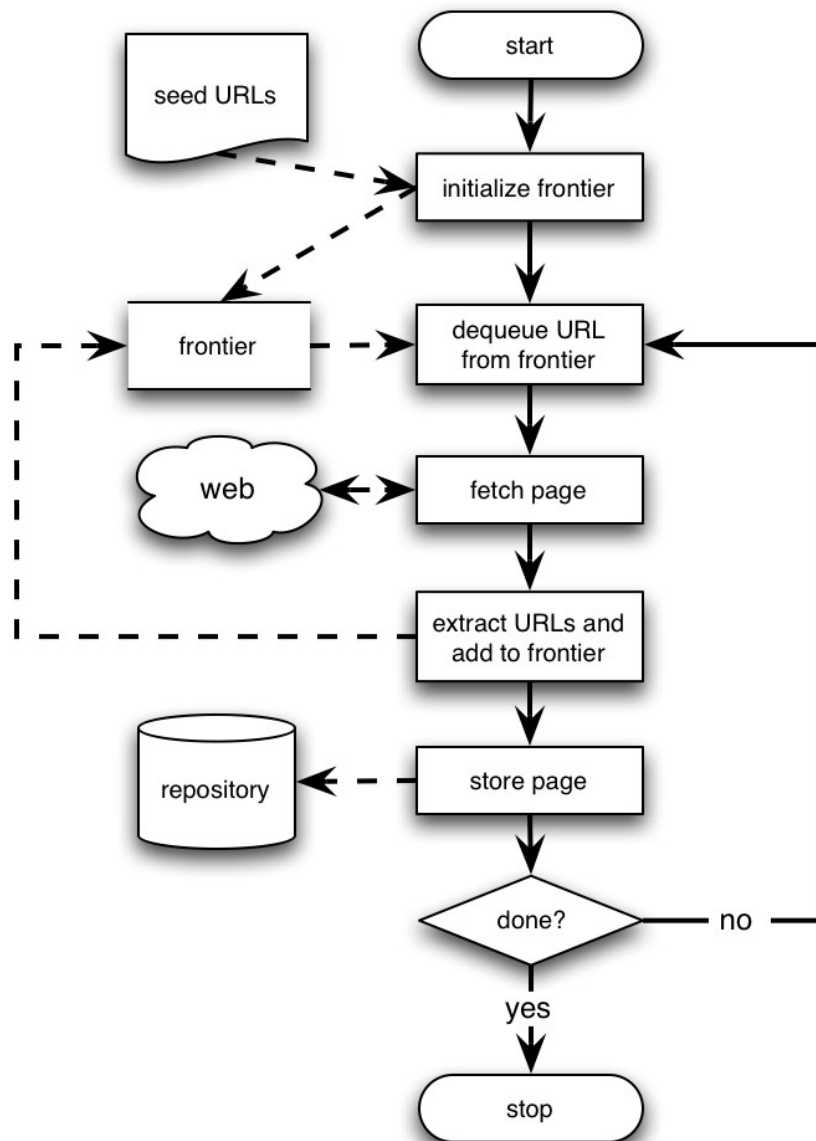 start
seed URLs
initialize frontier
frontier
dequeue URL
from frontier
web
fetch page
extract URLs and
add to frontier
repository
store page
done?
no
yes
stop